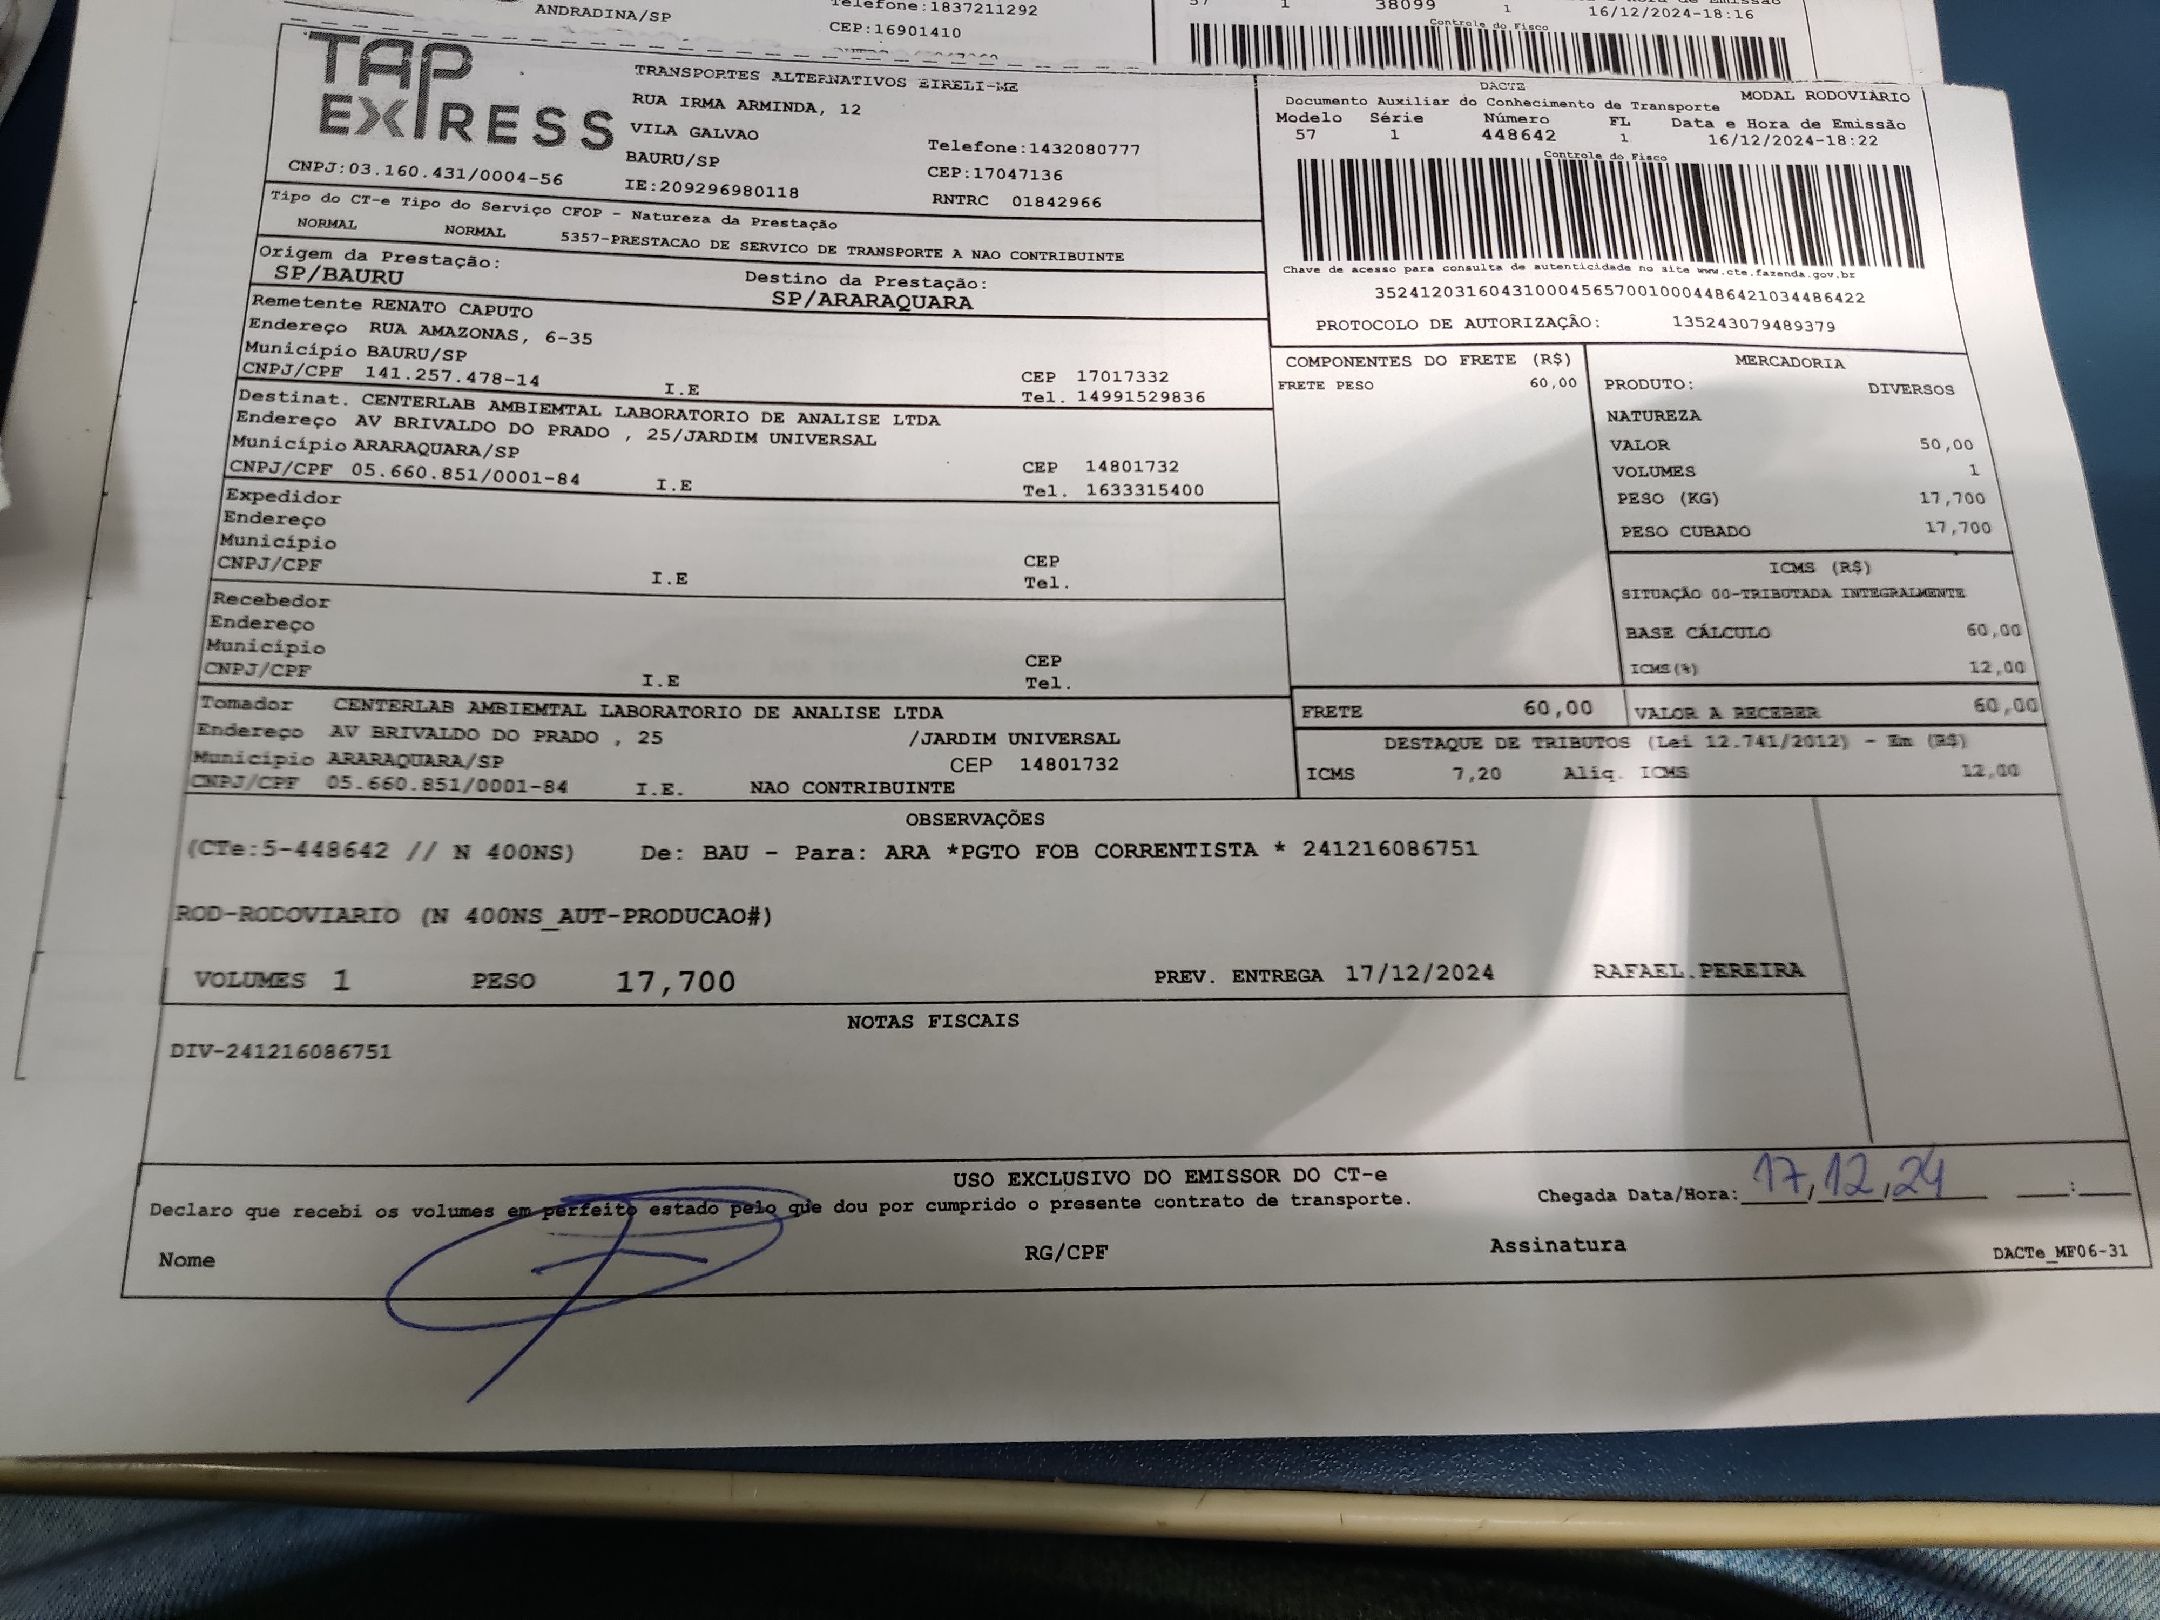 ANDRADINA/SP
Telefone:1837211292
CEP:16901410
57 1 38099 1 16/12/2024-18:16
Controle do Fisco
TAP EXPRESS
CNPJ:03.160.431/0004-56
TRANSPORTES ALTERNATIVOS EIRELI-ME
RUA IRMA ARMINDA, 12
VILA GALVAO
BAURU/SP
IE:209296980118
Telefone:1432080777
CEP:17047136
RNTRC 01842966
DACTE
Documento Auxiliar do Conhecimento de Transporte MODAL RODOVIÁRIO
Modelo Série Número FL Data e Hora de Emissão
57 1 448642 1 16/12/2024-18:22
Controle do Fisco
Chave de acesso para consulta de autenticidade no site www.cte.fazenda.gov.br
35241203160431000456570010004486421034486422
PROTOCOLO DE AUTORIZAÇÃO: 135243079489379
Tipo do CT-e Tipo do Serviço CFOP - Natureza da Prestação
NORMAL NORMAL 5357-PRESTACAO DE SERVICO DE TRANSPORTE A NAO CONTRIBUINTE
Origem da Prestação: Destino da Prestação:
SP/BAURU SP/ARARAQUARA
Remetente RENATO CAPUTO
Endereço RUA AMAZONAS, 6-35
Município BAURU/SP CEP 17017332
CNPJ/CPF 141.257.478-14 I.E Tel. 14991529836
Destinat. CENTERLAB AMBIEMTAL LABORATORIO DE ANALISE LTDA
Endereço AV BRIVALDO DO PRADO , 25/JARDIM UNIVERSAL
Município ARARAQUARA/SP CEP 14801732
CNPJ/CPF 05.660.851/0001-84 I.E Tel. 1633315400
Expedidor
Endereço
Município CEP
CNPJ/CPF I.E Tel.
Recebedor
Endereço
Município CEP
CNPJ/CPF I.E Tel.
Tomador CENTERLAB AMBIEMTAL LABORATORIO DE ANALISE LTDA
Endereço AV BRIVALDO DO PRADO , 25 /JARDIM UNIVERSAL
Município ARARAQUARA/SP CEP 14801732
CNPJ/CPF 05.660.851/0001-84 I.E. NAO CONTRIBUINTE
COMPONENTES DO FRETE (R$)
FRETE PESO 60,00
MERCADORIA
PRODUTO: DIVERSOS
NATUREZA
VALOR 50,00
VOLUMES 1
PESO (KG) 17,700
PESO CUBADO 17,700
ICMS (R$)
SITUAÇÃO 00-TRIBUTADA INTEGRALMENTE
BASE CÁLCULO 60,00
ICMS(%) 12,00
FRETE 60,00 VALOR A RECEBER 60,00
DESTAQUE DE TRIBUTOS (Lei 12.741/2012) - Em (R$)
ICMS 7,20 Aliq. ICMS 12,00
OBSERVAÇÕES
(CTe:5-448642 // N 400NS) De: BAU - Para: ARA *PGTO FOB CORRENTISTA * 241216086751
ROD-RODOVIARIO (N 400NS_AUT-PRODUCAO#)
VOLUMES 1 PESO 17,700 PREV. ENTREGA 17/12/2024 RAFAEL.PEREIRA
NOTAS FISCAIS
DIV-241216086751
USO EXCLUSIVO DO EMISSOR DO CT-e
Declaro que recebi os volumes em perfeito estado pelo que dou por cumprido o presente contrato de transporte. Chegada Data/Hora: 17/12/24 __:__
Nome RG/CPF Assinatura DACTe_MF06-31